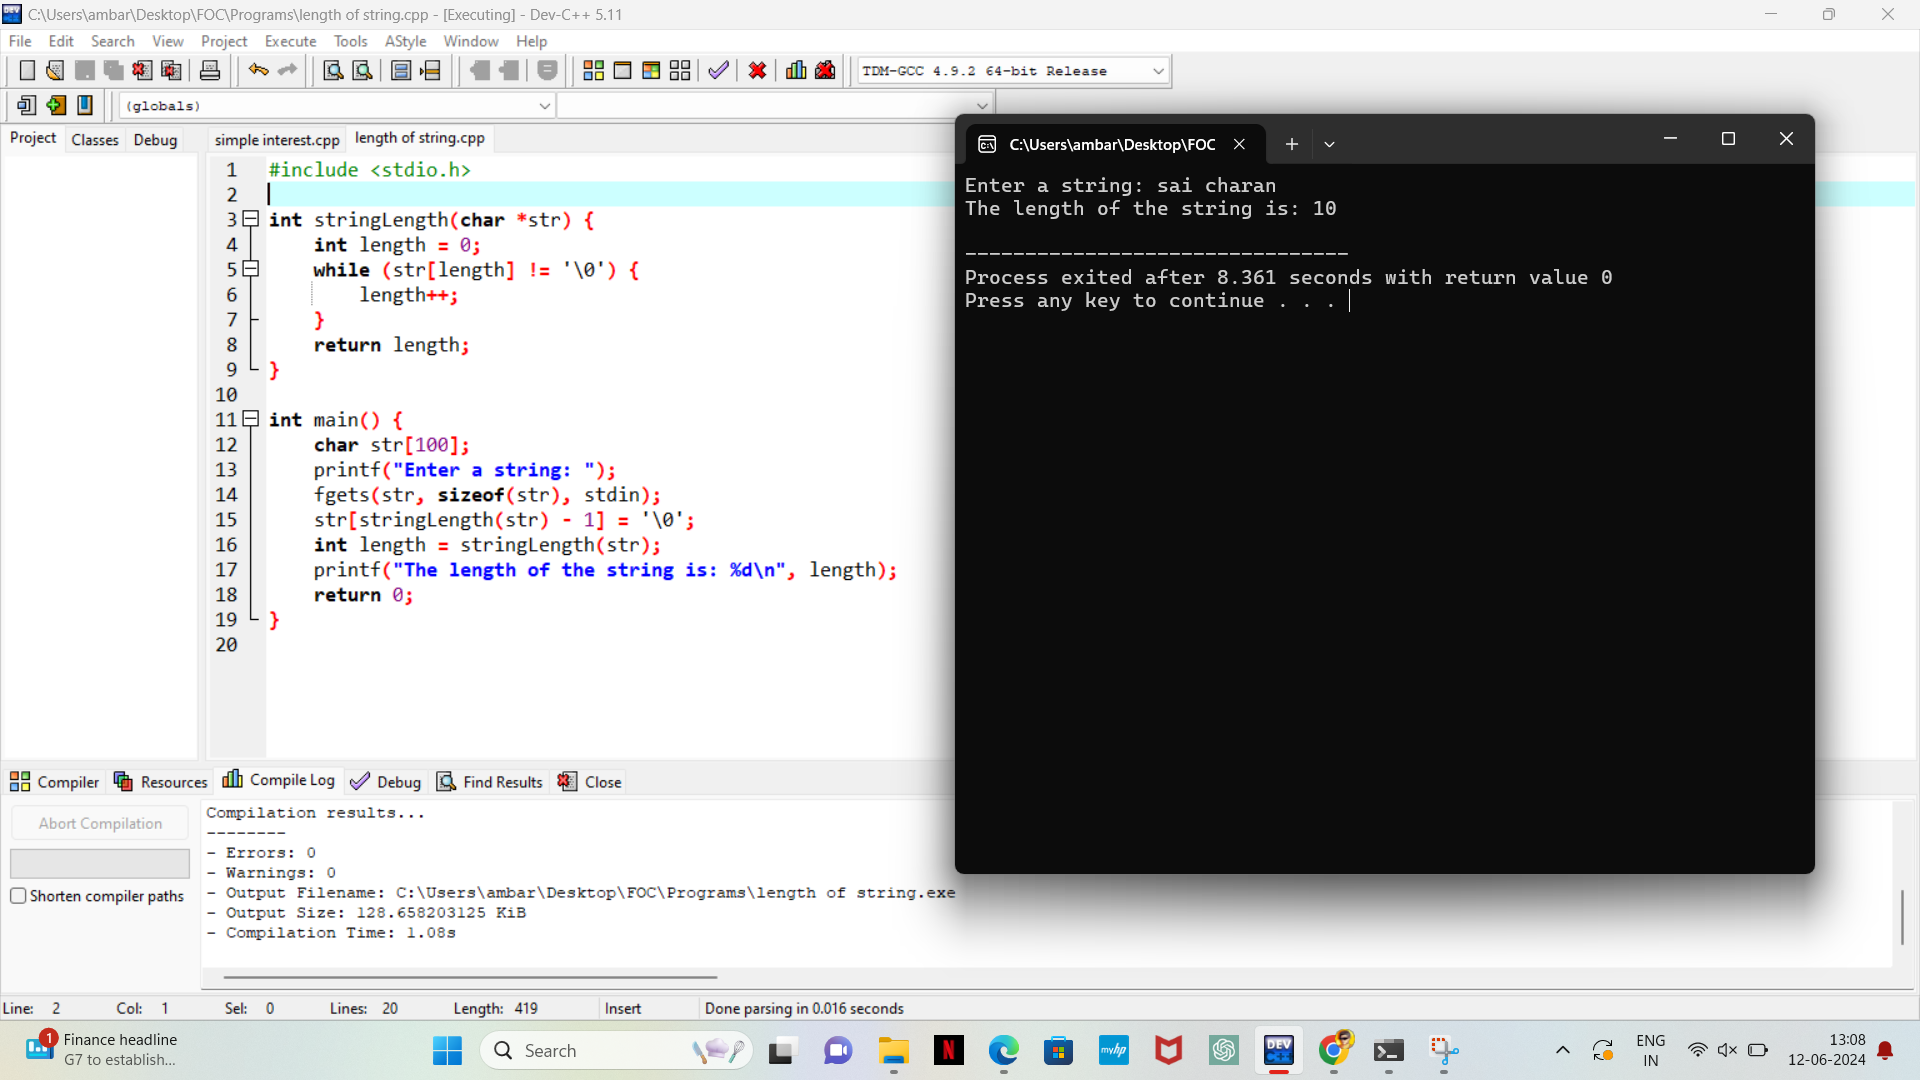 C:\Users\ambar\Desktop\FOC\Programs\length of string.cpp - [Executing] - Dev-C++ 5.11
File Edit Search View Project Execute Tools AStyle Window Help
TDM-GCC 4.9.2 64-bit Release
(globals)
Project Classes Debug
simple interest.cpp length of string.cpp
1 #include <stdio.h>
2
3 int stringLength(char *str) {
4 int length = 0;
5 while (str[length] != '\0') {
6 length++;
7 }
8 return length;
9 }
10
11 int main() {
12 char str[100];
13 printf("Enter a string: ");
14 fgets(str, sizeof(str), stdin);
15 str[stringLength(str) - 1] = '\0';
16 int length = stringLength(str);
17 printf("The length of the string is: %d\n", length);
18 return 0;
19 }
20
C:\Users\ambar\Desktop\FOC
Enter a string: sai charan
The length of the string is: 10
--------------------------------
Process exited after 8.361 seconds with return value 0
Press any key to continue . . .
Compiler Resources Compile Log Debug Find Results Close
Abort Compilation
Shorten compiler paths
Compilation results...
--------
- Errors: 0
- Warnings: 0
- Output Filename: C:\Users\ambar\Desktop\FOC\Programs\length of string.exe
- Output Size: 128.658203125 KiB
- Compilation Time: 1.08s
Line: 2 Col: 1 Sel: 0 Lines: 20 Length: 419 Insert Done parsing in 0.016 seconds
1
Finance headline
G7 to establish...
Search
N
myhp
DEV
C++
ENG
IN
13:08
12-06-2024